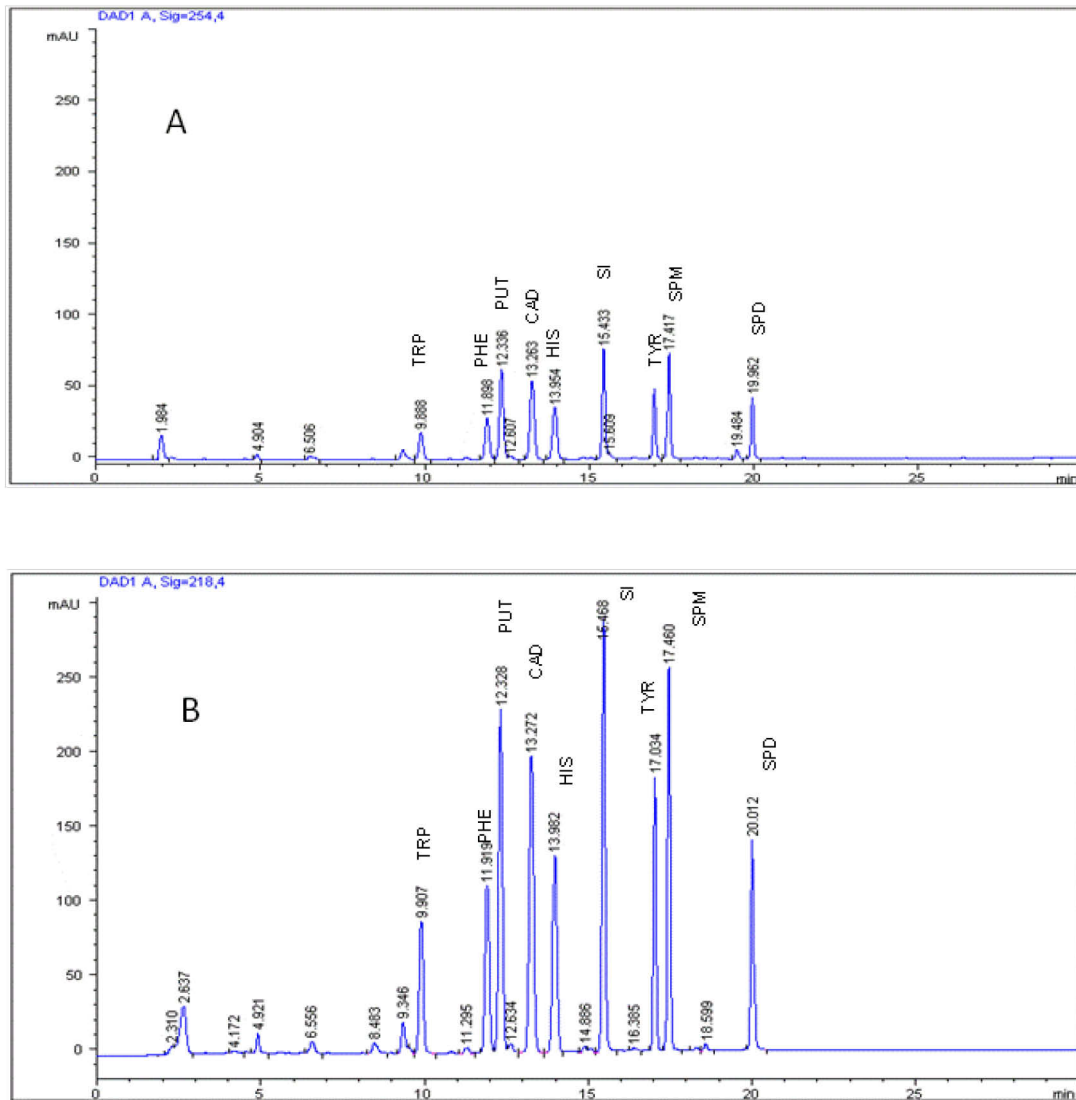 DAD1 A, Sig=254,4
mAU
250
200
150
100
50
0
A
1.984
4.904
6.506
TRP
9.888
PHE
11.898
PUT
12.336
12.607
CAD
13.263
HIS
13.954
SI
15.433
15.609
TYR
SPM
17.417
19.484
SPD
19.962
0 5 10 15 20 25 min
DAD1 A, Sig=218,4
mAU
250
200
150
100
50
0
B
2.310
2.637
4.172
4.921
6.556
8.483
9.346
TRP
9.907
11.295
PHE
11.919
PUT
12.328
12.634
CAD
13.272
HIS
13.982
14.886
SI
15.468
16.385
TYR
17.034
SPM
17.460
18.599
SPD
20.012
0 5 10 15 20 25 min